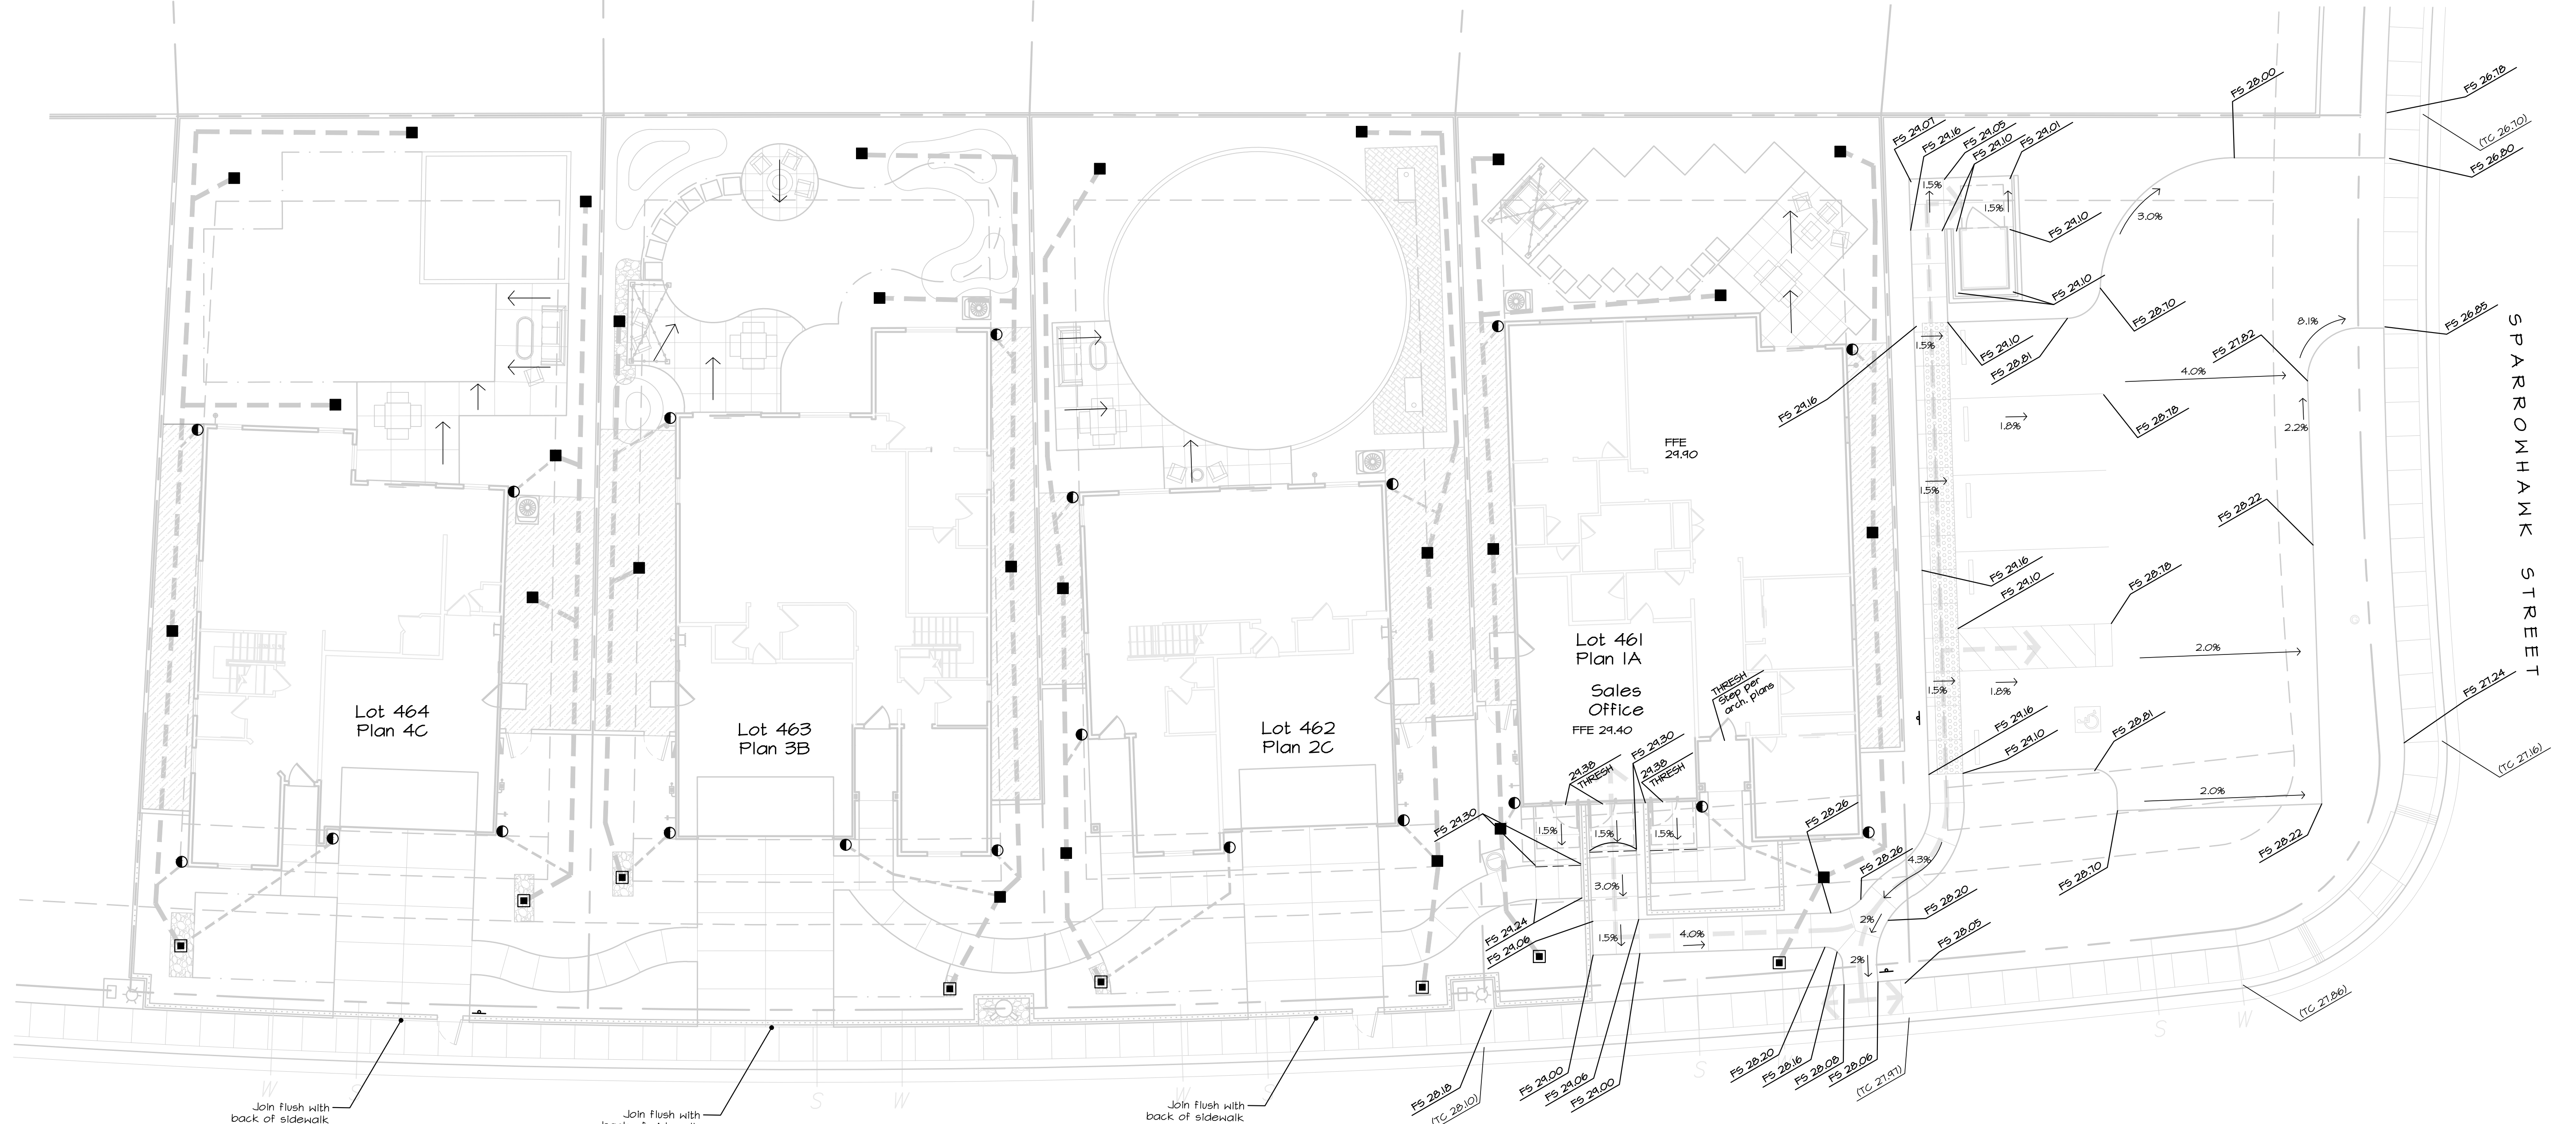 FS 28.00
FS 26.78
(TC 26.70)
FS 26.80
FS 29.07
FS 29.16
FS 29.05
FS 29.10
FS 29.01
1.5%
1.5%
3.0%
FS 29.10
FS 29.10
FS 28.70
FS 26.85
8.1%
FS 27.82
1.5%
FS 29.10
FS 28.81
4.0%
FS 29.16
FS 28.78
1.8%
2.2%
SPARROWHAWK STREET
FFE
29.90
1.5%
FS 28.22
FS 29.16
FS 29.10
FS 28.78
Lot 461
Plan 1A
Sales
Office
FFE 29.40
THRESH
Step per
arch. plans
2.0%
1.5%
1.8%
FS 27.24
(TC 27.16)
Lot 464
Plan 4C
Lot 463
Plan 3B
Lot 462
Plan 2C
FS 29.16
FS 29.10
FS 28.81
FS 29.30
29.38
THRESH
29.38
THRESH
2.0%
FS 29.30
1.5%
1.5%
1.5%
FS 28.26
FS 28.26
4.3%
FS 28.22
FS 28.70
3.0%
FS 28.20
2%
FS 29.24
FS 29.06
1.5%
4.0%
FS 28.05
2%
(TC 27.86)
W
S
S
W
W
S
S
S
W
FS 28.20
FS 28.16
FS 28.08
FS 28.06
(TC 27.97)
FS 29.00
FS 29.06
FS 29.00
FS 28.18
(TC 28.10)
Join flush with
back of sidewalk
Join flush with
Join flush with
back of sidewalk